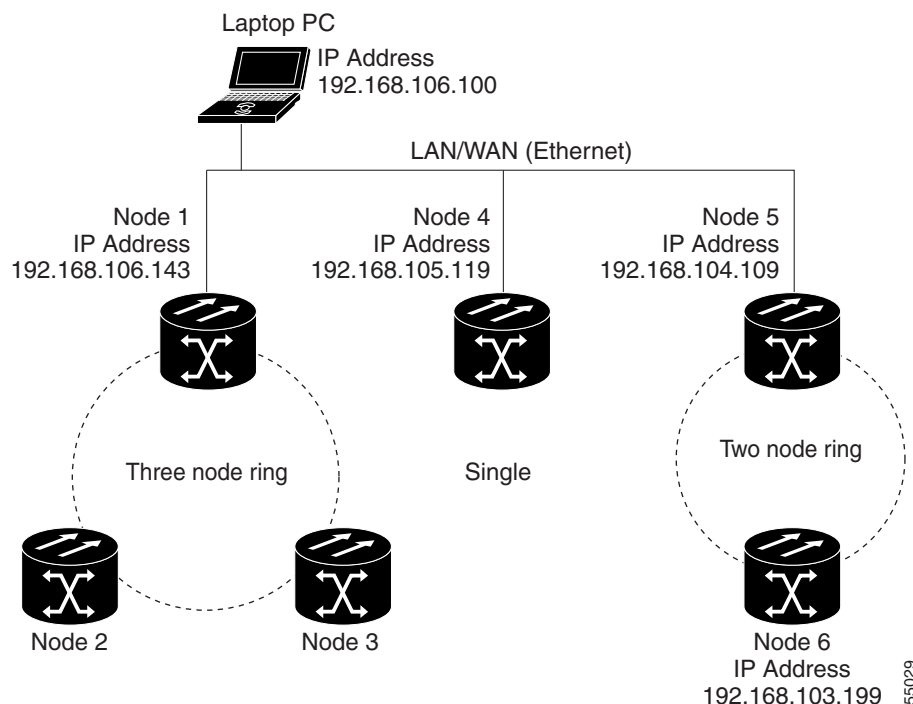 Laptop PC
IP Address
192.168.106.100
LAN/WAN (Ethernet)
Node 1
IP Address
192.168.106.143
Node 4
IP Address
192.168.105.119
Node 5
IP Address
192.168.104.109
Three node ring
Single
Two node ring
Node 2
Node 3
Node 6
IP Address
192.168.103.199
55029